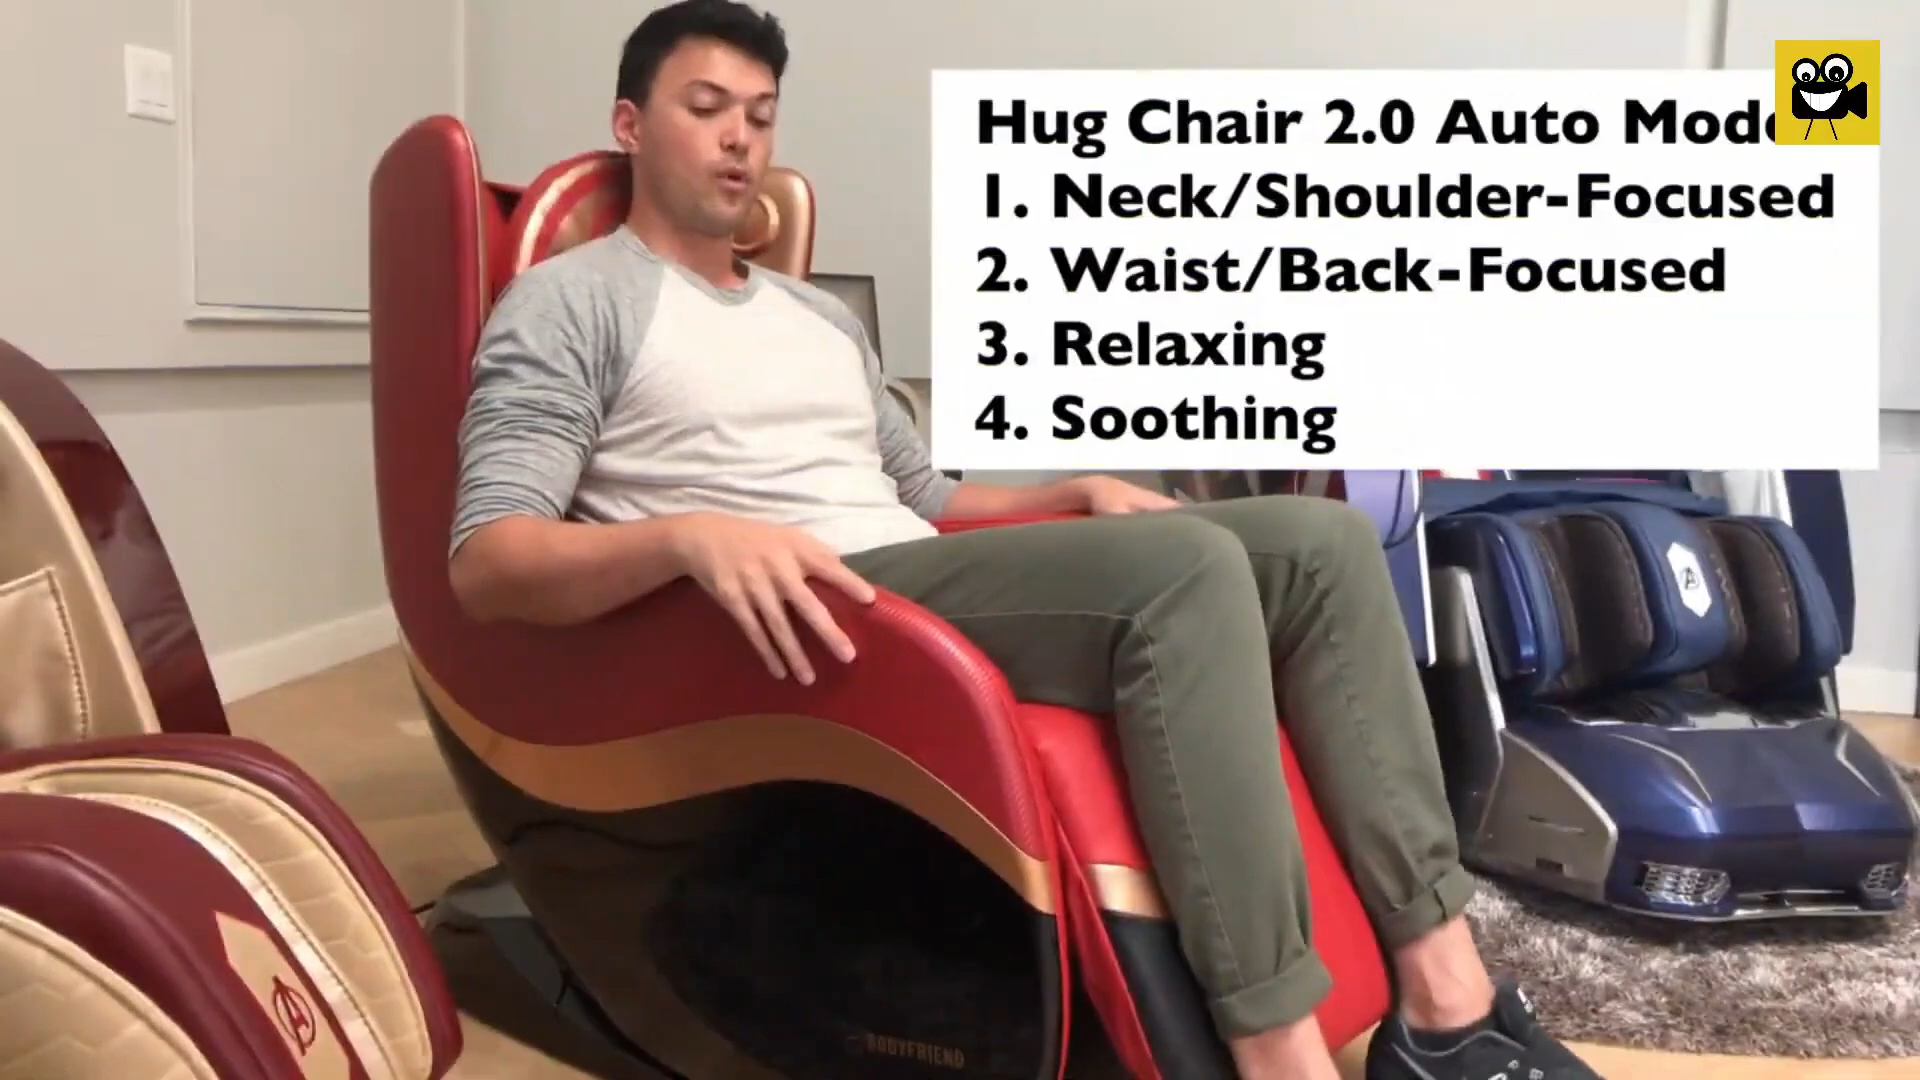 Hug Chair 2.0 Auto Mode
1. Neck/Shoulder-Focused
2. Waist/Back-Focused
3. Relaxing
4. Soothing
BODYFRIEND